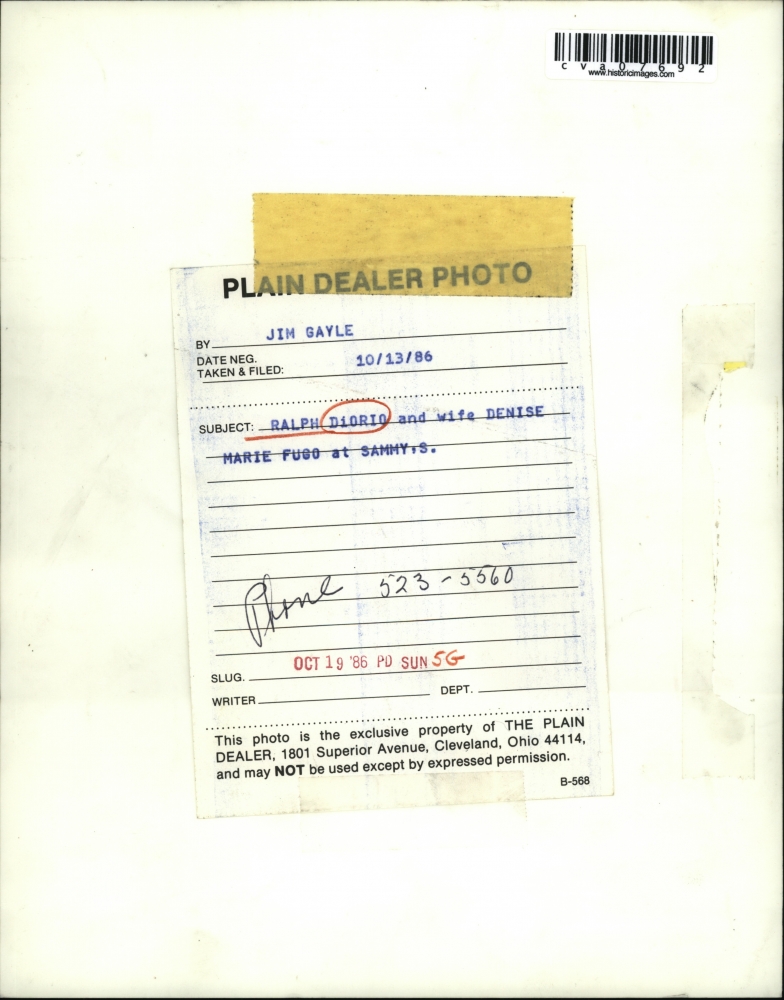 cva07692
www.historicimages.com
PLAIN DEALER PHOTO
BY JIM GAYLE
DATE NEG.
TAKEN & FILED: 10/13/86
SUBJECT: RALPH DiORIO and wife DENISE
MARIE FUGO at SAMMY,S.
Phone 523-5560
OCT 19 '86 PD SUN 5G
SLUG.
WRITER DEPT.
This photo is the exclusive property of THE PLAIN
DEALER, 1801 Superior Avenue, Cleveland, Ohio 44114,
and may NOT be used except by expressed permission.
B-568